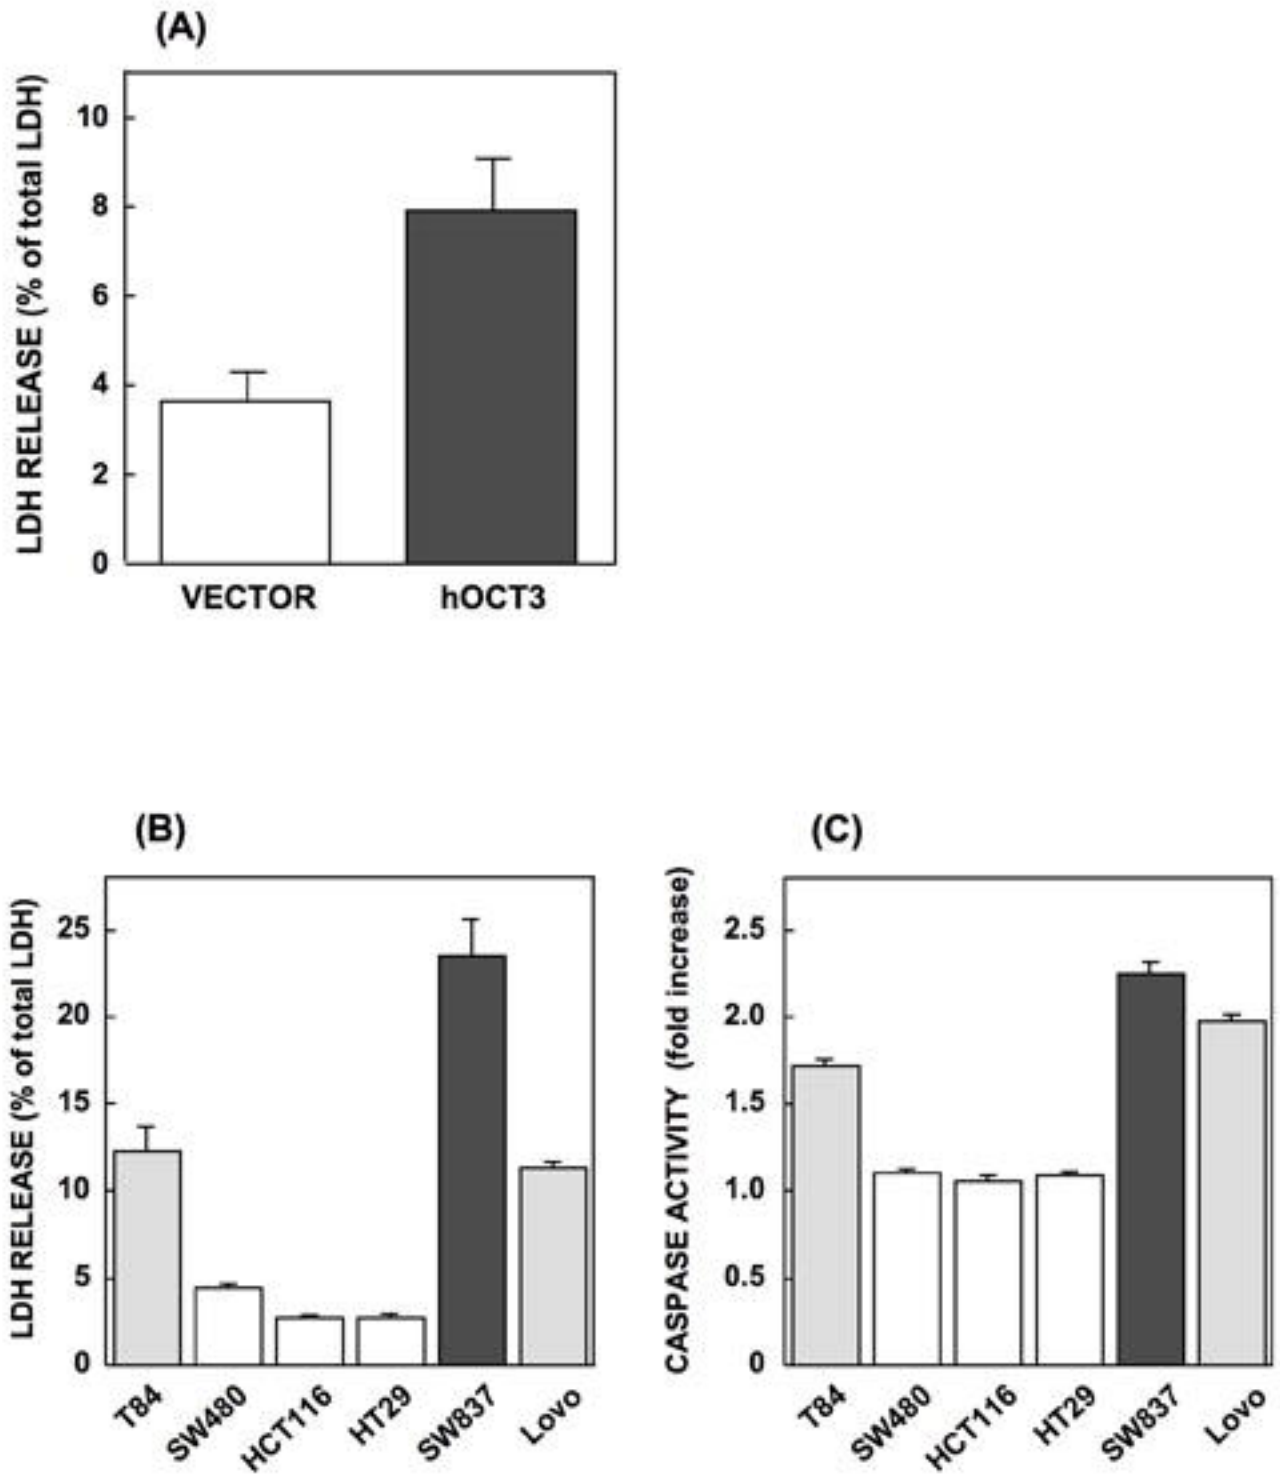 (A)
LDH RELEASE (% of total LDH)
10
8
6
4
2
0
VECTOR hOCT3
(B)
LDH RELEASE (% of total LDH)
25
20
15
10
5
0
T84 SW480 HCT116 HT29 SW837 Lovo
(C)
CASPASE ACTIVITY (fold increase)
2.5
2.0
1.5
1.0
0.5
0
T84 SW480 HCT116 HT29 SW837 Lovo